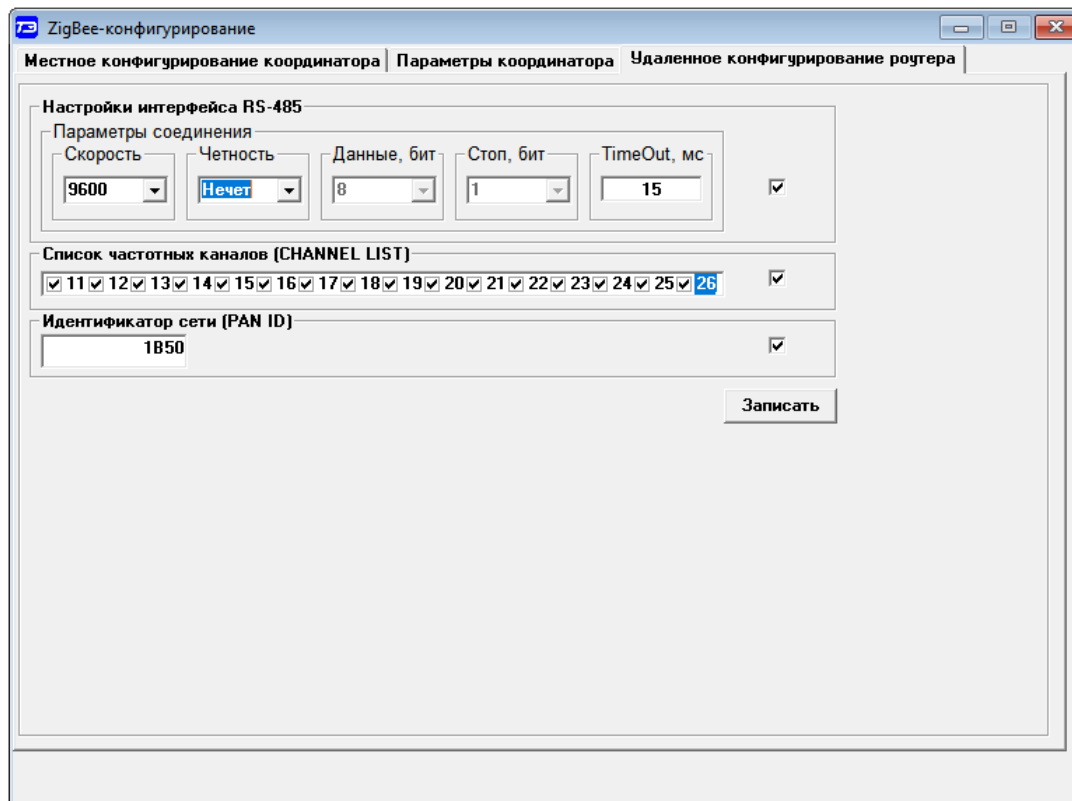 ТЭ ZigBee-конфигурирование
Местное конфигурирование координатора Параметры координатора Удаленное конфигурирование роутера
Настройки интерфейса RS-485
Параметры соединения
Скорость Четность Данные, бит Стоп, бит TimeOut, мс
9600 Нечет 8 1 15
Список частотных каналов (CHANNEL LIST)
11 12 13 14 15 16 17 18 19 20 21 22 23 24 25 26
Идентификатор сети (PAN ID)
1B50
Записать